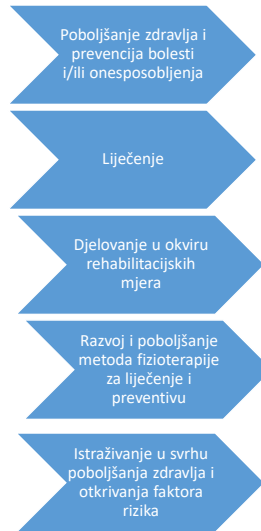 Poboljšanje zdravlja i
prevencija bolesti
i/ili onesposobljenja
Liječenje
Djelovanje u okviru
rehabilitacijskih
mjera
Razvoj i poboljšanje
metoda fizioterapije
za liječenje i
preventivu
Istraživanje u svrhu
poboljšanja zdravlja i
otkrivanja faktora
rizika